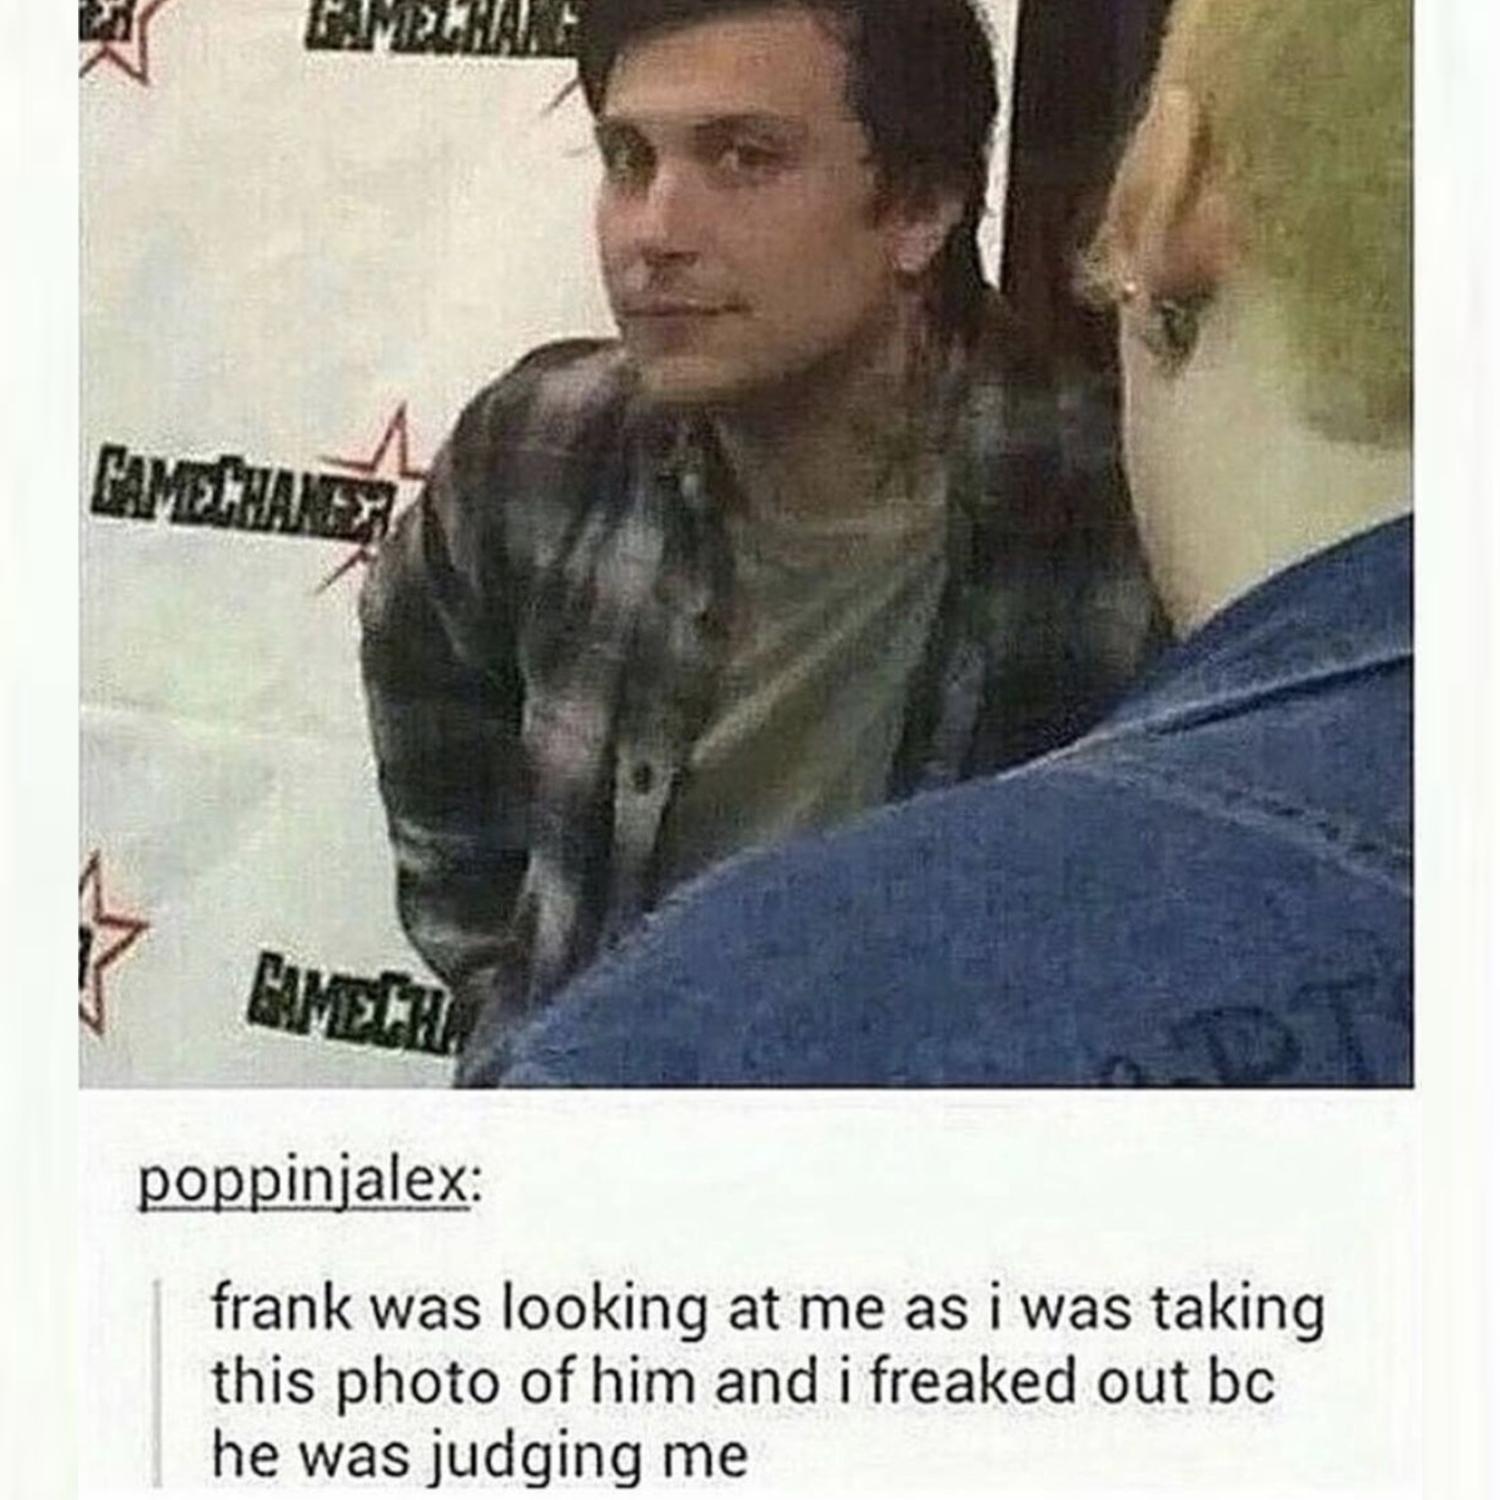 GAMECHANGE
GAMECHANGER
GAMECHA
poppinjalex:
frank was looking at me as i was taking
this photo of him and i freaked out bc
he was judging me